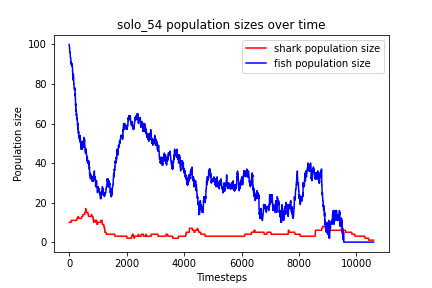 solo_54 population sizes over time
shark population size
fish population size
Population size
100
80
60
40
20
0
0
2000
4000
6000
8000
10000
Timesteps